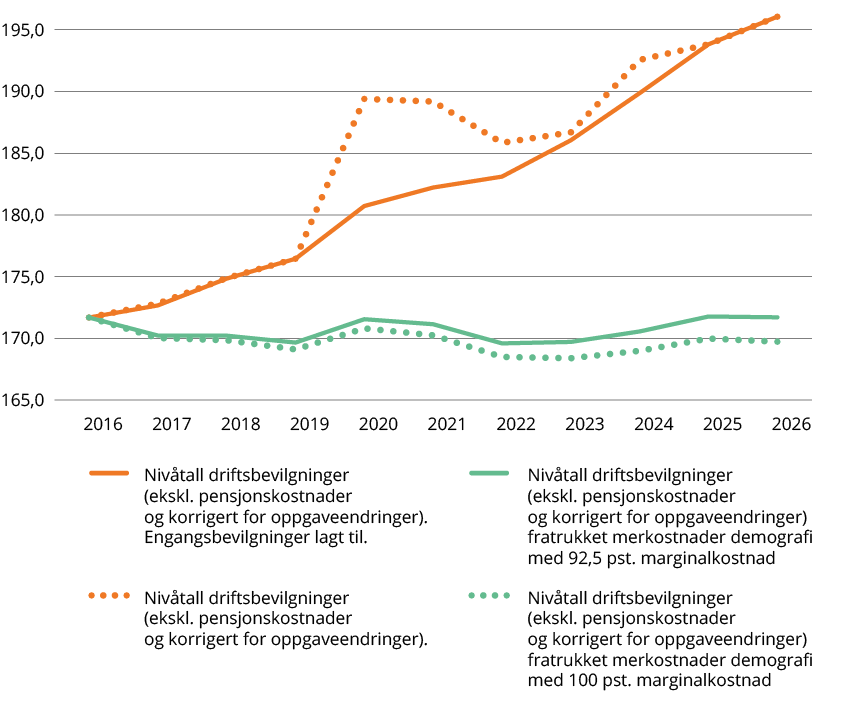 195,0
190,0
185,0
180,0
175,0
170,0
165,0
2016 2017 2018 2019 2020 2021 2022 2023 2024 2025 2026
Nivåtall driftsbevilgninger
(ekskl. pensjonskostnader
og korrigert for oppgaveendringer).
Engangsbevilgninger lagt til.
Nivåtall driftsbevilgninger
(ekskl. pensjonskostnader
og korrigert for oppgaveendringer)
fratrukket merkostnader demografi
med 92,5 pst. marginalkostnad
Nivåtall driftsbevilgninger
(ekskl. pensjonskostnader
og korrigert for oppgaveendringer).
Nivåtall driftsbevilgninger
(ekskl. pensjonskostnader
og korrigert for oppgaveendringer)
fratrukket merkostnader demografi
med 100 pst. marginalkostnad